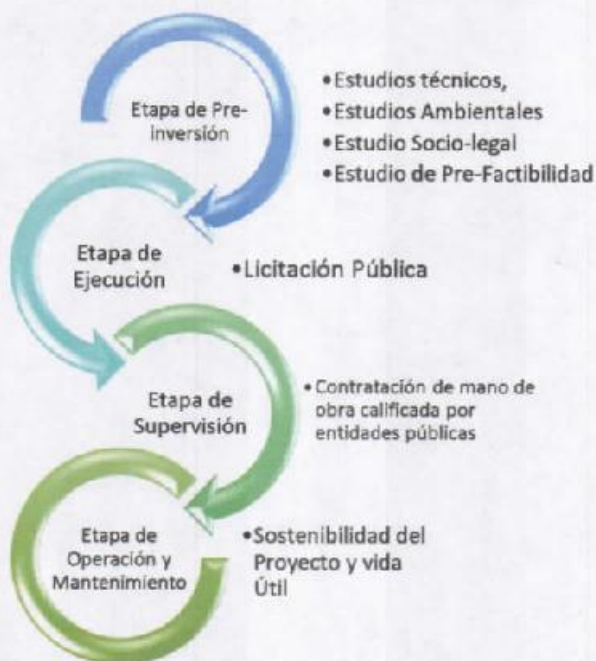 Etapa de Pre-
inversión
•Estudios técnicos,
•Estudios Ambientales
•Estudio Socio-legal
•Estudio de Pre-Factibilidad
Etapa de
Ejecución
•Licitación Pública
Etapa de
Supervisión
•Contratación de mano de
obra calificada por
entidades públicas
Etapa de
Operación y
Mantenimiento
•Sostenibilidad del
Proyecto y vida
Útil